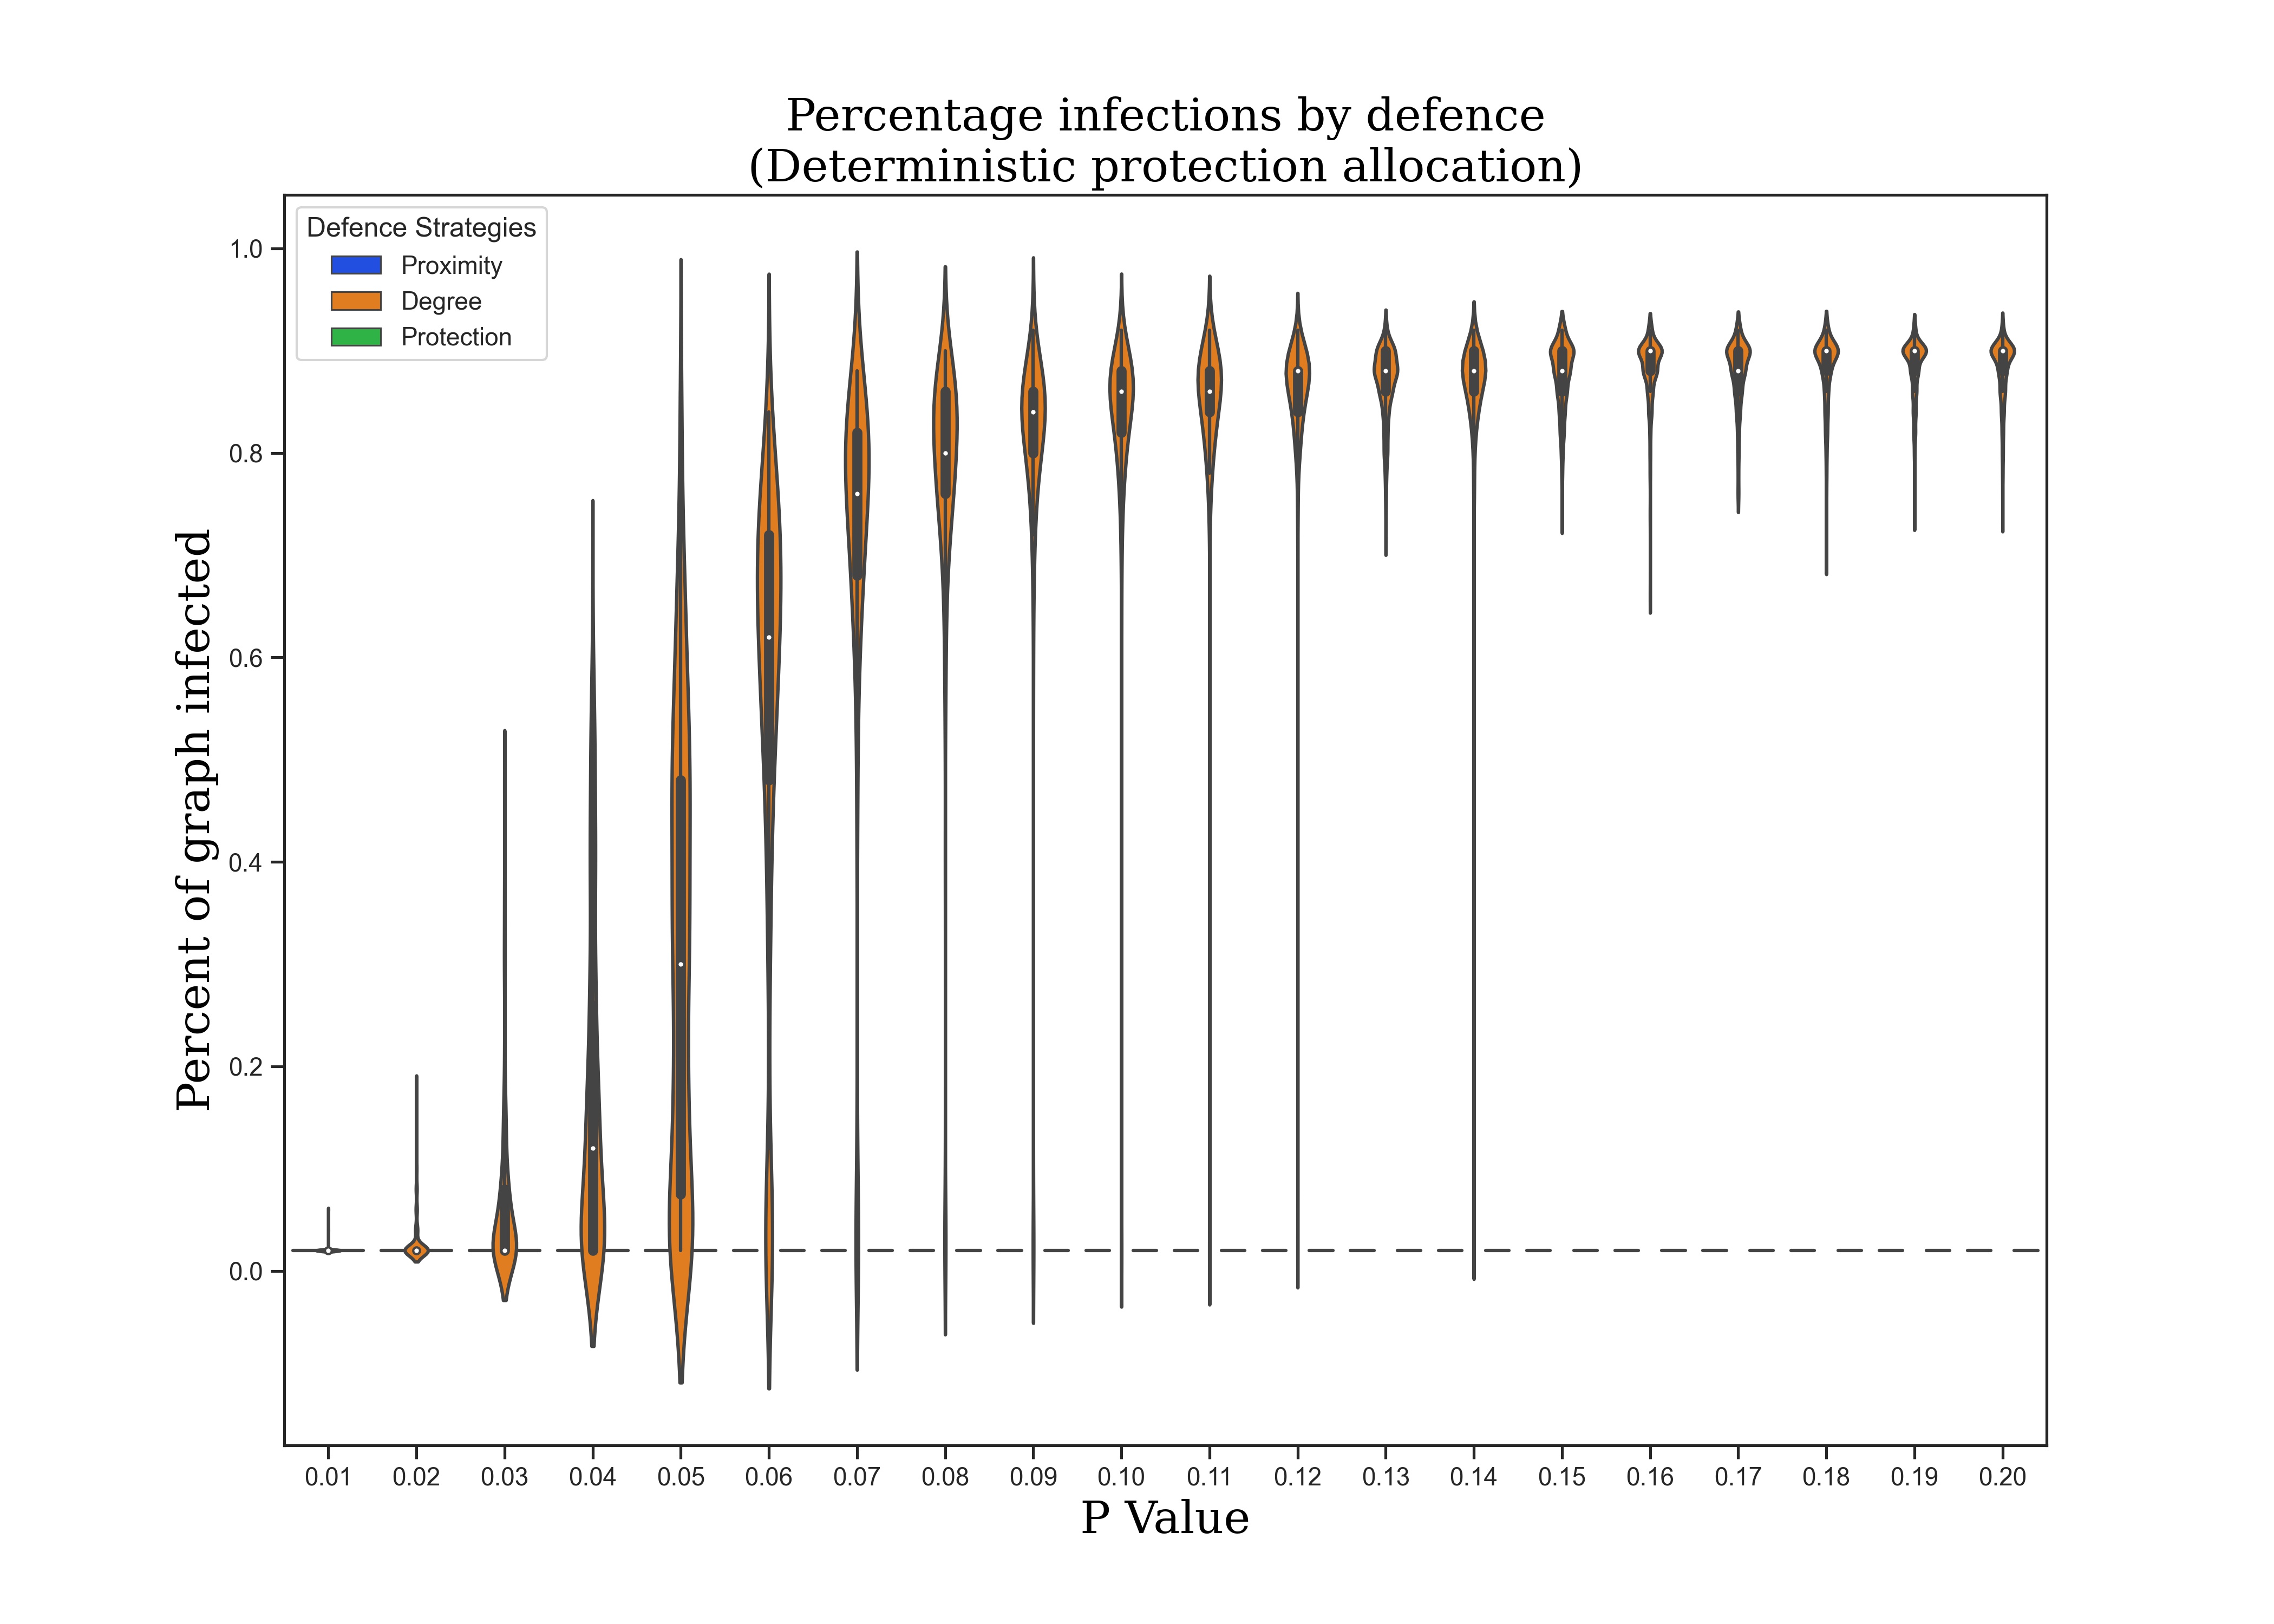 Percentage infections by defence
(Deterministic protection allocation)
Defence Strategies
Proximity
Degree
Protection
1.0
0.8
0.6
0.4
0.2
0.0
Percent of graph infected
0.01 0.02 0.03 0.04 0.05 0.06 0.07 0.08 0.09 0.10 0.11 0.12 0.13 0.14 0.15 0.16 0.17 0.18 0.19 0.20
P Value